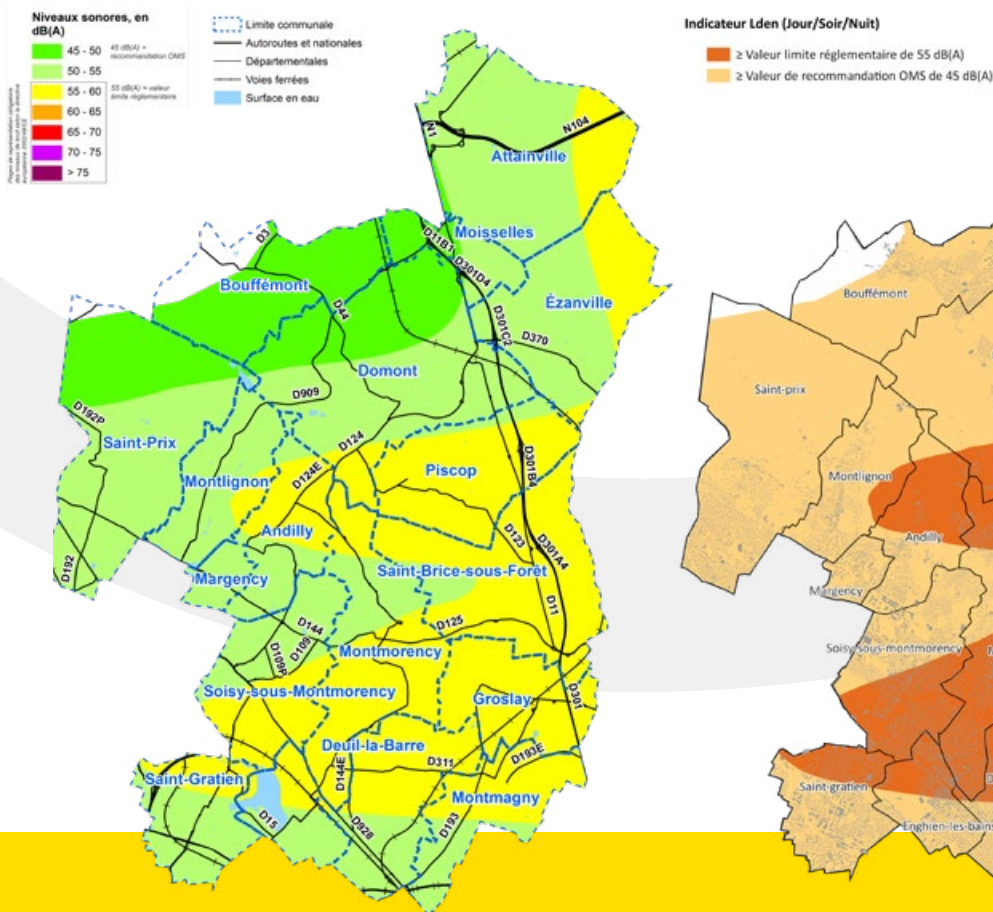 Niveaux sonores, en
dB(A)
45 - 50
45 dB(A) =
recommandation OMS
50 - 55
55 - 60
55 dB(A) = valeur
limite réglementaire
60 - 65
65 - 70
70 - 75
> 75
Limite communale
Autoroutes et nationales
Départementales
Voies ferrées
Surface en eau
N1
N104
Attainville
Moisselles
D3
D11B1
D301D4
Bouffémont
D44
Ézanville
D301C2
D370
Domont
D909
D192P
Saint-Prix
D124
D124E
Piscop
D301B4
Montlignon
Andilly
D123
D301A4
D192
Margency
Saint-Brice-sous-Forêt
D11
D144
D125
D109P
D109
Montmorency
Soisy-sous-Montmorency
Groslay
D301
Deuil-la-Barre
D193E
Saint-Gratien
D144E
D311
D15
D928
D193
Montmagny
Indicateur Lden (Jour/Soir/Nuit)
≥ Valeur limite réglementaire de 55 dB(A)
≥ Valeur de recommandation OMS de 45 dB(A)
Bouffémont
Saint-prix
Montlignon
Andilly
Margency
Soisy-sous-montmorency
Saint-gratien
Enghien-les-bains